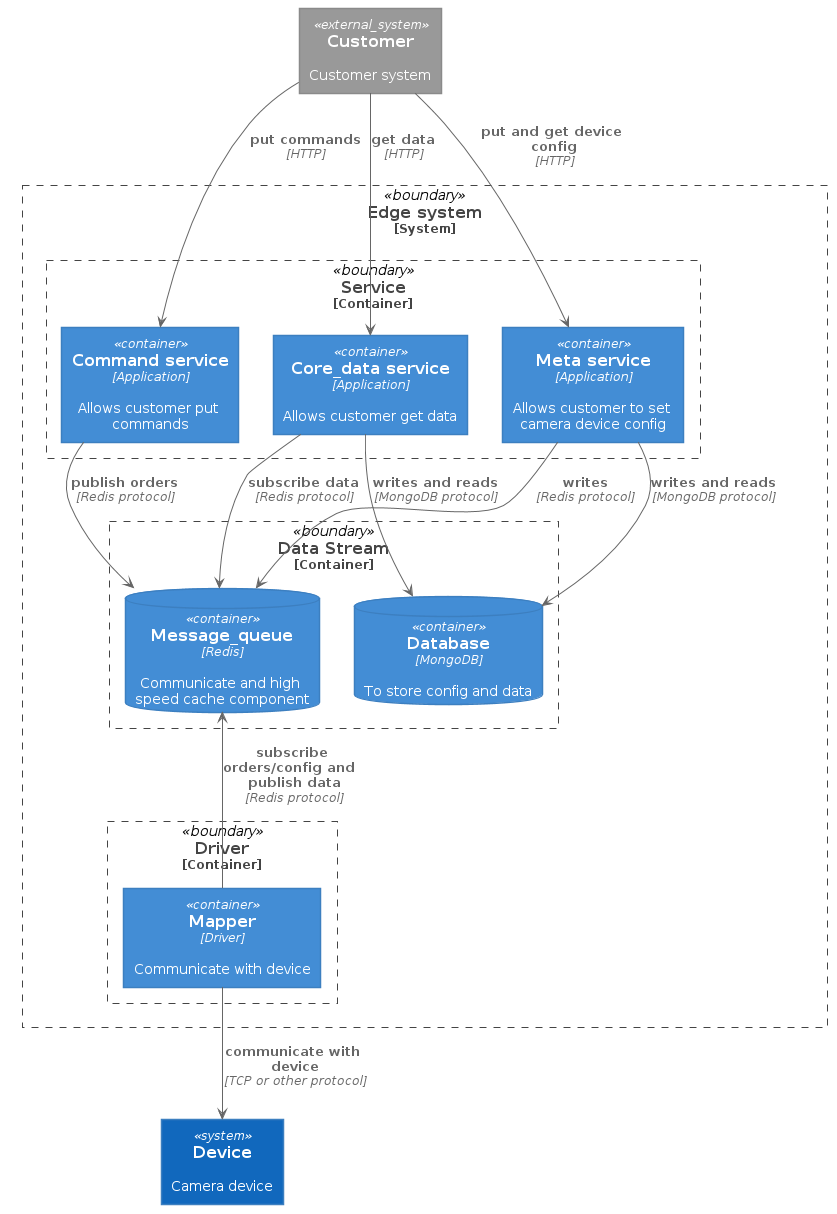 «external_system»
Customer
Customer system
put commands
[HTTP]
get data
[HTTP]
put and get device
config
[HTTP]
«boundary»
Edge system
[System]
«boundary»
Service
[Container]
«container»
Command service
[Application]
Allows customer put
commands
«container»
Core_data service
[Application]
Allows customer get data
«container»
Meta service
[Application]
Allows customer to set
camera device config
publish orders
[Redis protocol]
subscribe data
[Redis protocol]
writes and reads
[MongoDB protocol]
writes
[Redis protocol]
writes and reads
[MongoDB protocol]
«boundary»
Data Stream
[Container]
«container»
Message_queue
[Redis]
Communicate and high
speed cache component
«container»
Database
[MongoDB]
To store config and data
subscribe
orders/config and
publish data
[Redis protocol]
«boundary»
Driver
[Container]
«container»
Mapper
[Driver]
Communicate with device
communicate with
device
[TCP or other protocol]
«system»
Device
Camera device